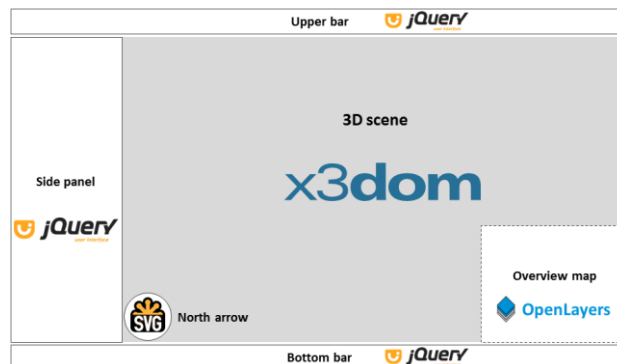 Upper bar
jQuery
user interface
3D scene
x3dom
Side panel
jQuery
user interface
Overview map
OpenLayers
SVG
North arrow
Bottom bar
jQuery